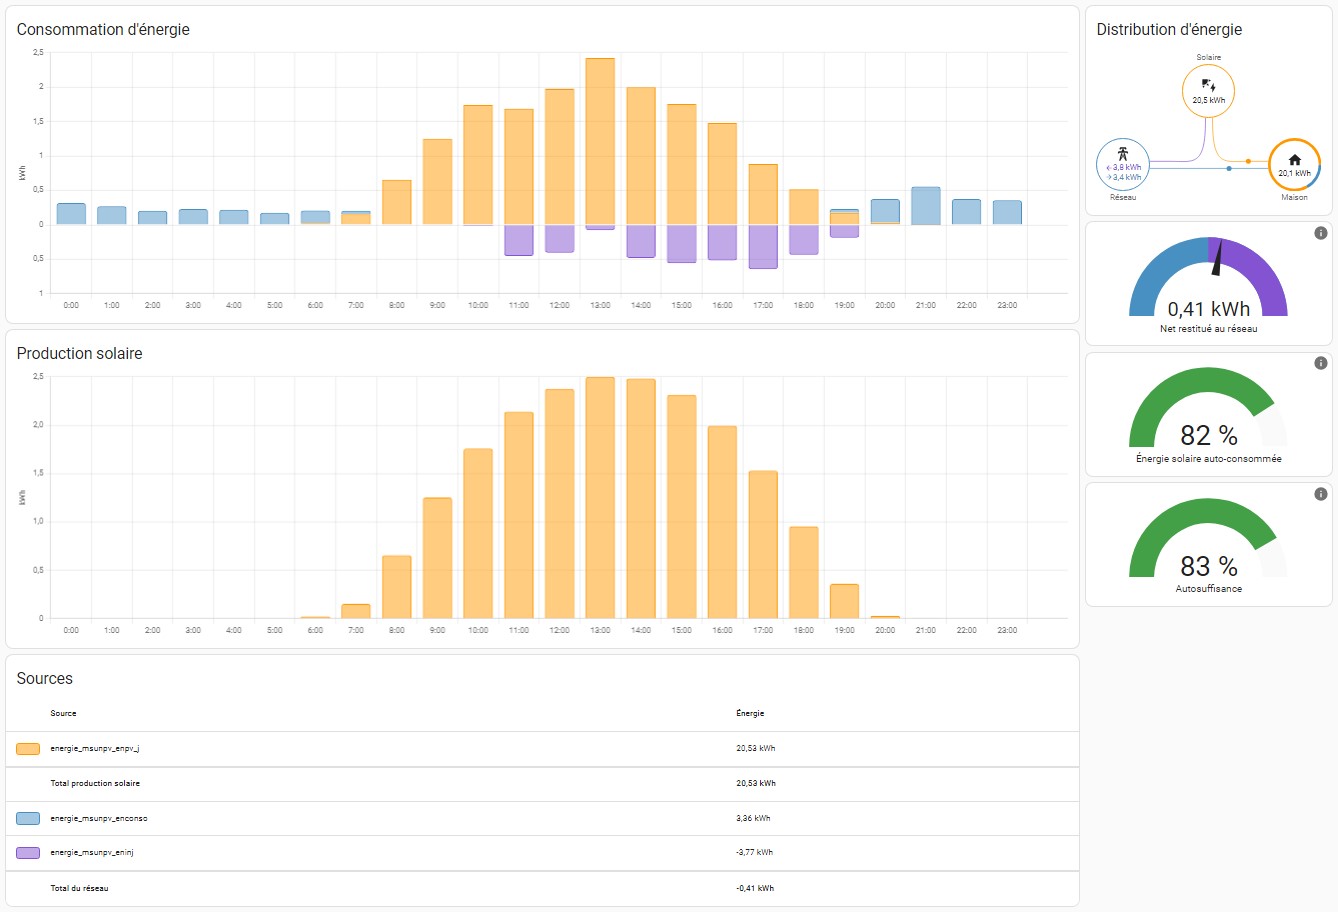 Consommation d'énergie
2,5
2
1,5
1
0,5
0
0,5
1
kWh
0:00 1:00 2:00 3:00 4:00 5:00 6:00 7:00 8:00 9:00 10:00 11:00 12:00 13:00 14:00 15:00 16:00 17:00 18:00 19:00 20:00 21:00 22:00 23:00
Production solaire
2,5
2,0
1,5
1,0
0,5
0
kWh
0:00 1:00 2:00 3:00 4:00 5:00 6:00 7:00 8:00 9:00 10:00 11:00 12:00 13:00 14:00 15:00 16:00 17:00 18:00 19:00 20:00 21:00 22:00 23:00
Sources
Source Énergie
energie_msunpv_enpv_j 20,53 kWh
Total production solaire 20,53 kWh
energie_msunpv_enconso 3,36 kWh
energie_msunpv_eninj -3,77 kWh
Total du réseau -0,41 kWh
Distribution d'énergie
Solaire
20,5 kWh
←3,8 kWh
→3,4 kWh
Réseau
20,1 kWh
Maison
0,41 kWh
Net restitué au réseau
82 %
Énergie solaire auto-consommée
83 %
Autosuffisance